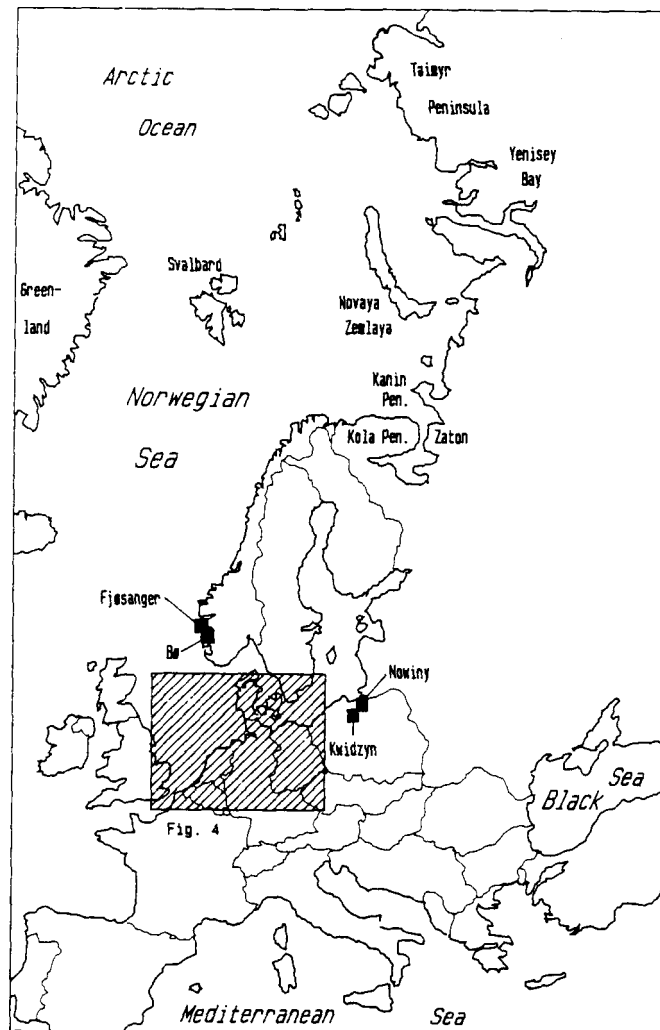 Taimyr
Arctic
Peninsula
Ocean
Yenisey
Bay
Svalbard
Green-
land
Novaya
Zemlaya
Kanin
Pen.
Norwegian
Kola Pen.
Zaton
Sea
Fjøsanger
Bø
Nowiny
Kwidzyn
Sea
Black
Fig. 4
Mediterranean
Sea